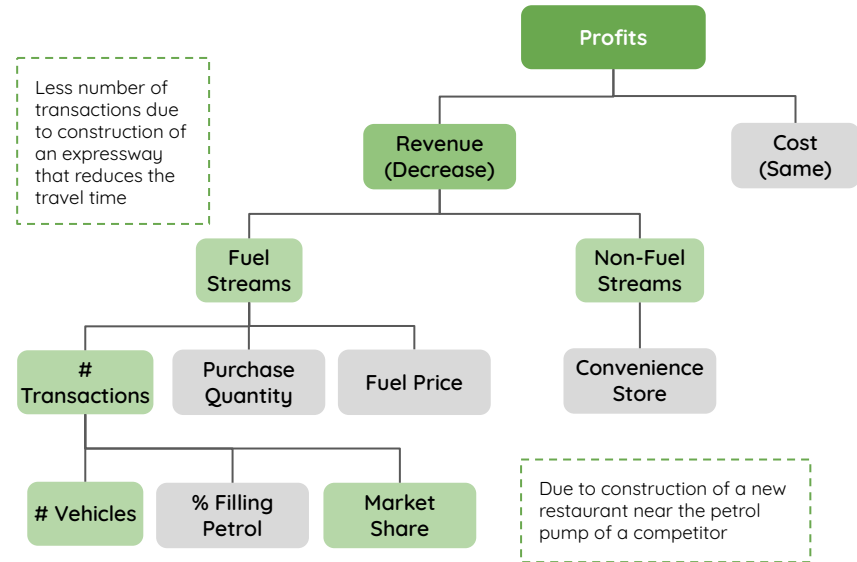 Profits
Less number of
transactions due
to construction of
an expressway
that reduces the
travel time
Revenue
(Decrease)
Cost
(Same)
Fuel
Streams
Non-Fuel
Streams
#
Transactions
Purchase
Quantity
Fuel Price
Convenience
Store
# Vehicles
% Filling
Petrol
Market
Share
Due to construction of a new
restaurant near the petrol
pump of a competitor